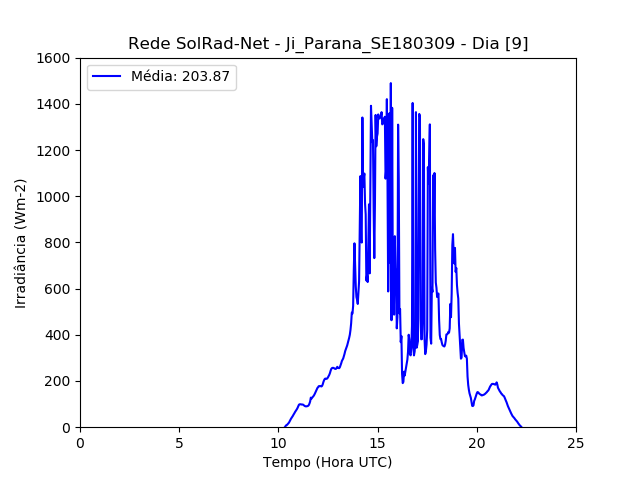 Rede SolRad-Net - Ji_Parana_SE180309 - Dia [9]
Média: 203.87
1600
1400
1200
1000
800
600
400
200
0
Irradiância (Wm-2)
0 5 10 15 20 25
Tempo (Hora UTC)